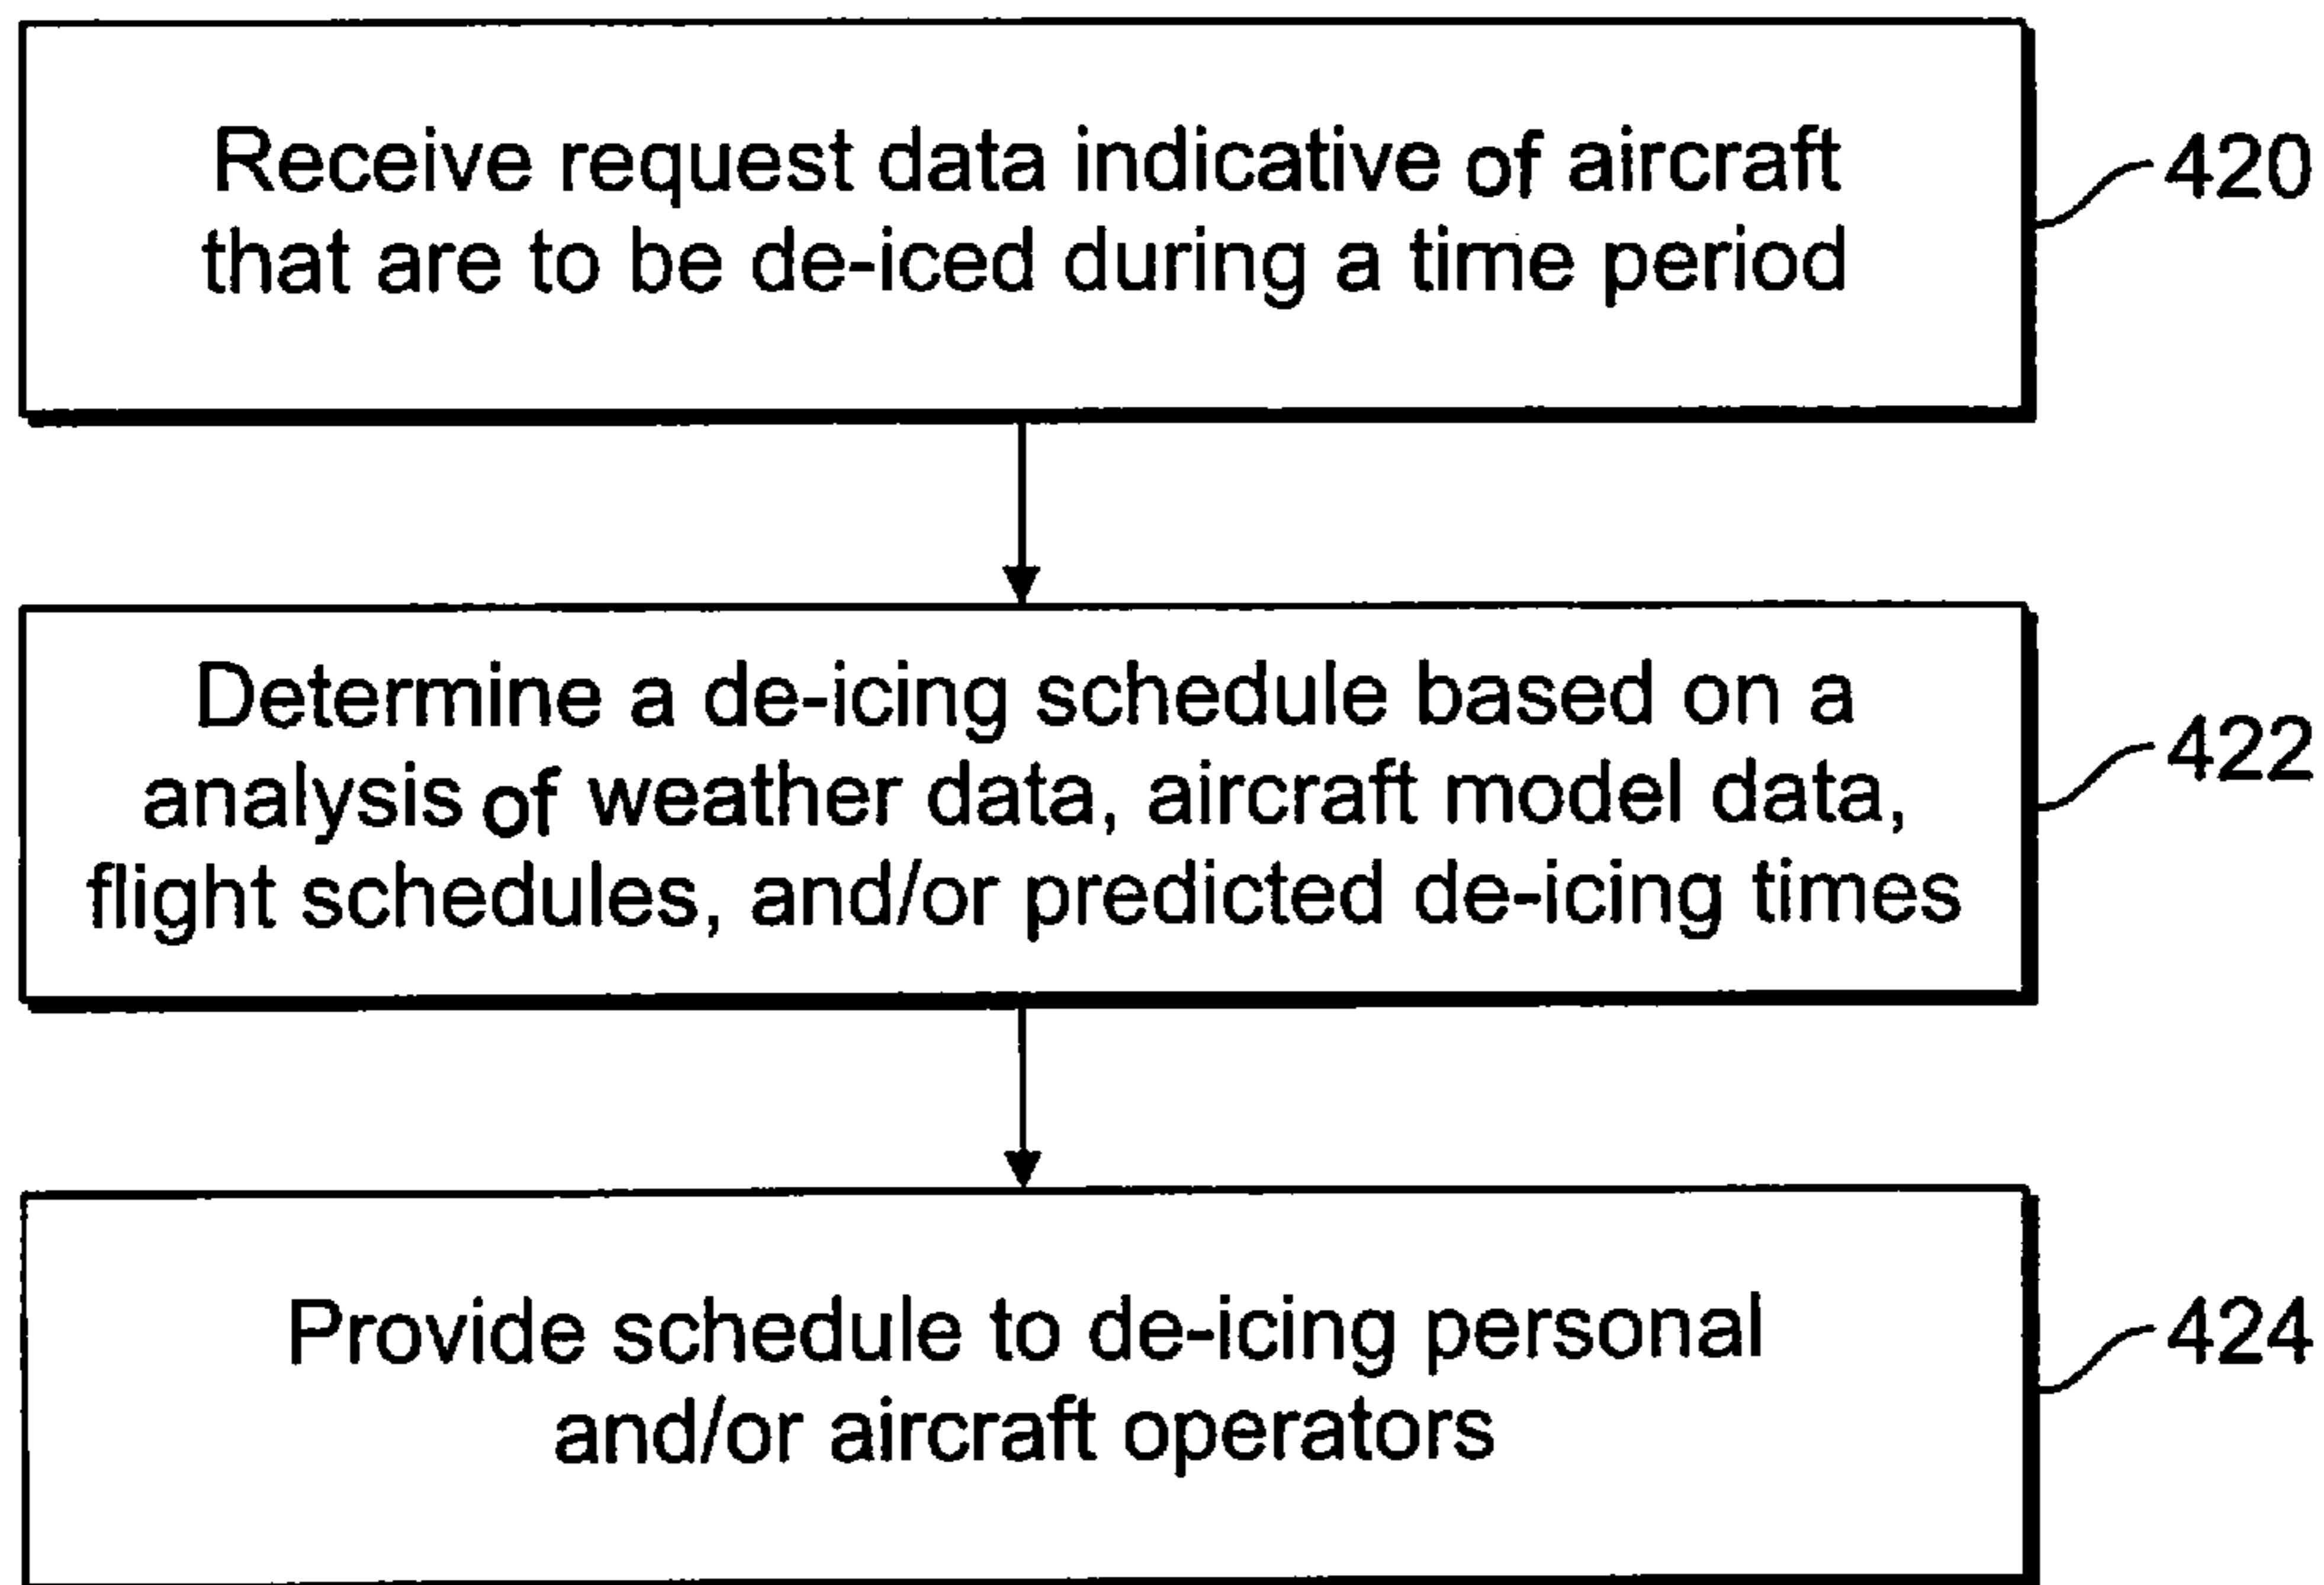 Receive request data indicative of aircraft
that are to be de-iced during a time period
420
Determine a de-icing schedule based on a
analysis of weather data, aircraft model data,
flight schedules, and/or predicted de-icing times
422
Provide schedule to de-icing personal
and/or aircraft operators
424